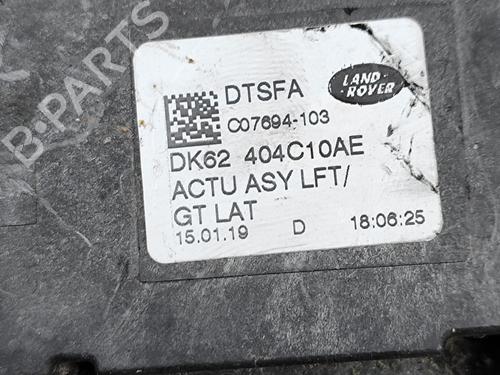 B-PARTS
DTSFA
LAND-
ROVER
C07694-103
DK62 404C10AE
ACTU ASY LFT/
GT LAT
15.01.19 D 18:06:25